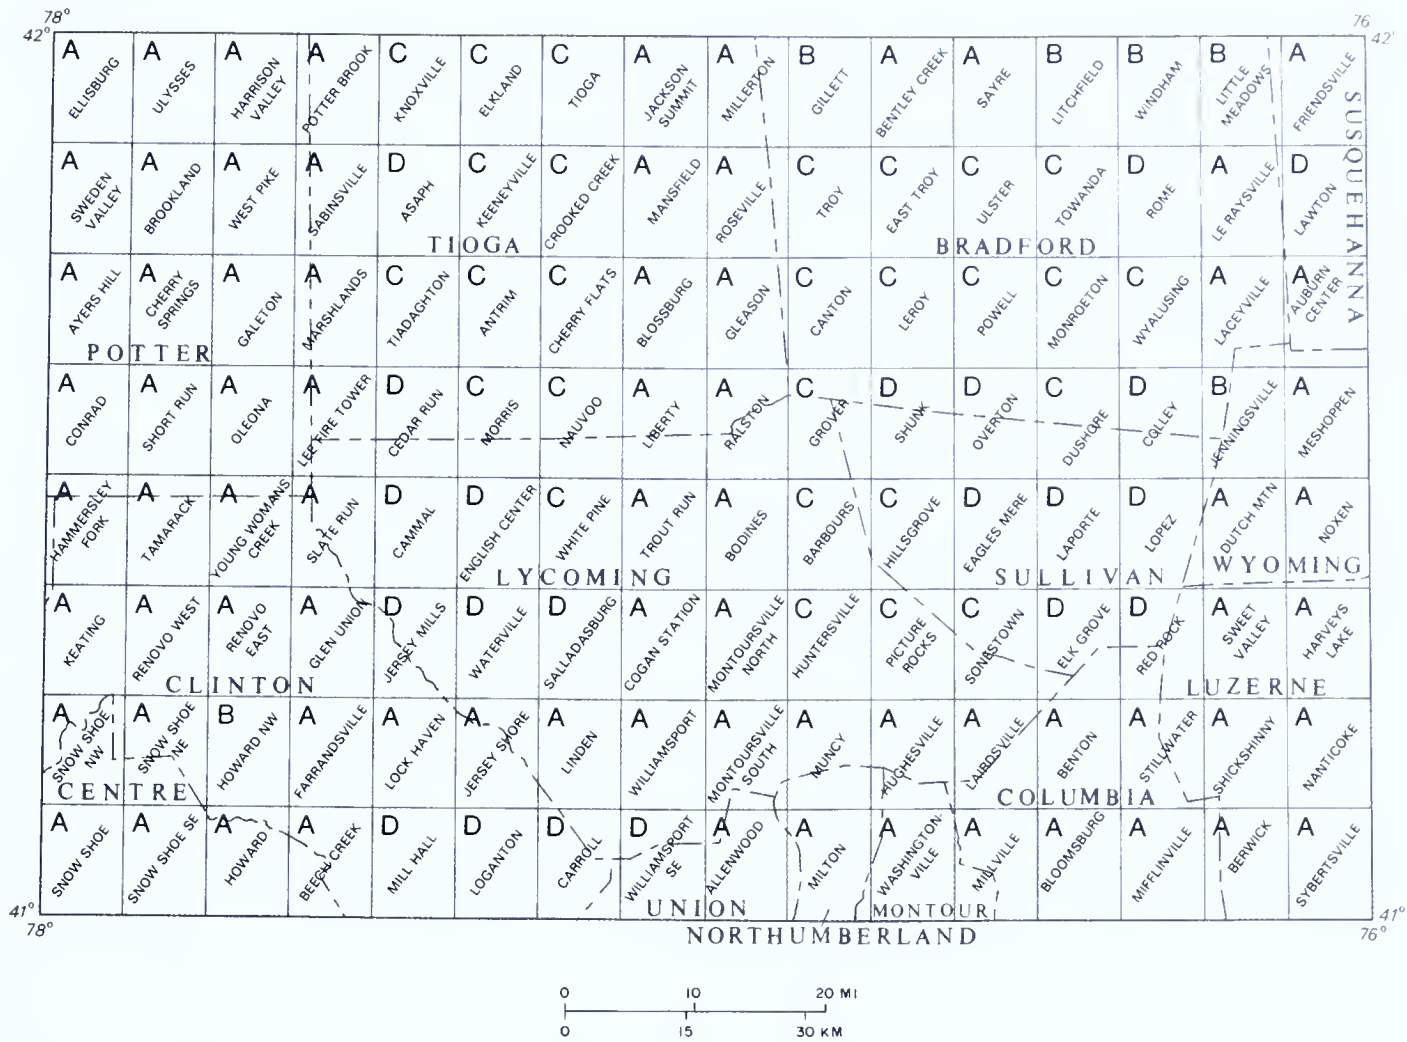 78° 76
42° 42°
A A A A C C C A A B A A B B B A
ELLISBURG
ULYSSES
HARRISON VALLEY
POTTER BROOK
KNOXVILLE
ELKLAND
TIOGA
JACKSON SUMMIT
MILLERTON
GILLETT
BENTLEY CREEK
SAYRE
LITCHFIELD
WINDHAM
LITTLE MEADOWS
FRIENDSVILLE
SUSQUEHANNA
A A A A D C C A A C C C C D A D
SWEDEN VALLEY
BROOKLAND
WEST PIKE
SABINSVILLE
ASAPH
KEENEYVILLE
CROOKED CREEK
MANSFIELD
ROSEVILLE
TROY
EAST TROY
ULSTER
TOWANDA
ROME
LE RAYSVILLE
LAWTON
TIOGA BRADFORD
A A A A C C C A A C C C C C A A
AYERS HILL
CHERRY SPRINGS
GALETON
MARSHLANDS
TIADAGHTON
ANTRIM
CHERRY FLATS
BLOSSBURG
GLEASON
CANTON
LEROY
POWELL
MONROETON
WYALUSING
LACEYVILLE
AUBURN CENTER
POTTER
A A A A D C C A A C D D C D B A
CONRAD
SHORT RUN
OLEONA
LEE FIRE TOWER
CEDAR RUN
MORRIS
NAUVOO
LIBERTY
RALSTON
GROVER
SHUNK
OVERTON
DUSHORE
COLLEY
JENNINGSVILLE
MESHOPPEN
A A A A D D C A A C C D D D A A
HAMMERSLEY FORK
TAMARACK
YOUNG WOMANS CREEK
SLATE RUN
CAMMAL
ENGLISH CENTER
WHITE PINE
TROUT RUN
BODINES
BARBOURS
HILLSGROVE
EAGLES MERE
LAPORTE
LOPEZ
DUTCH MTN
NOXEN
LYCOMING SULLIVAN WYOMING
A A A A D D D A A C C C D D A A
KEATING
RENOVO WEST
RENOVO EAST
GLEN UNION
JERSEY MILLS
WATERVILLE
SALLADASBURG
COGAN STATION
MONTOURSVILLE NORTH
HUNTERSVILLE
PICTURE ROCKS
SONESTOWN
ELK GROVE
RED ROCK
SWEET VALLEY
HARVEYS LAKE
CLINTON LUZERNE
A A B A A A A A A A A A A A A A
SNOW SHOE NW
SNOW SHOE NE
HOWARD NW
FARRANDSVILLE
LOCK HAVEN
JERSEY SHORE
LINDEN
WILLIAMSPORT
MONTOURSVILLE SOUTH
MUNCY
HUGHESVILLE
LAIRDSVILLE
BENTON
STILLWATER
SHICKSHINNY
NANTICOKE
CENTRE COLUMBIA
A A A A D D D D A A A A A A A A
SNOW SHOE
SNOW SHOE SE
HOWARD
BEECH CREEK
MILL HALL
LOGANTON
CARROLL
WILLIAMSPORT SE
ALLENWOOD
MILTON
WASHINGTON-VILLE
MILLVILLE
BLOOMSBURG
MIFFLINVILLE
BERWICK
SYBERTSVILLE
UNION MONTOUR
41° 41°
78° NORTHUMBERLAND 76°
0 10 20 MI
0 15 30 KM